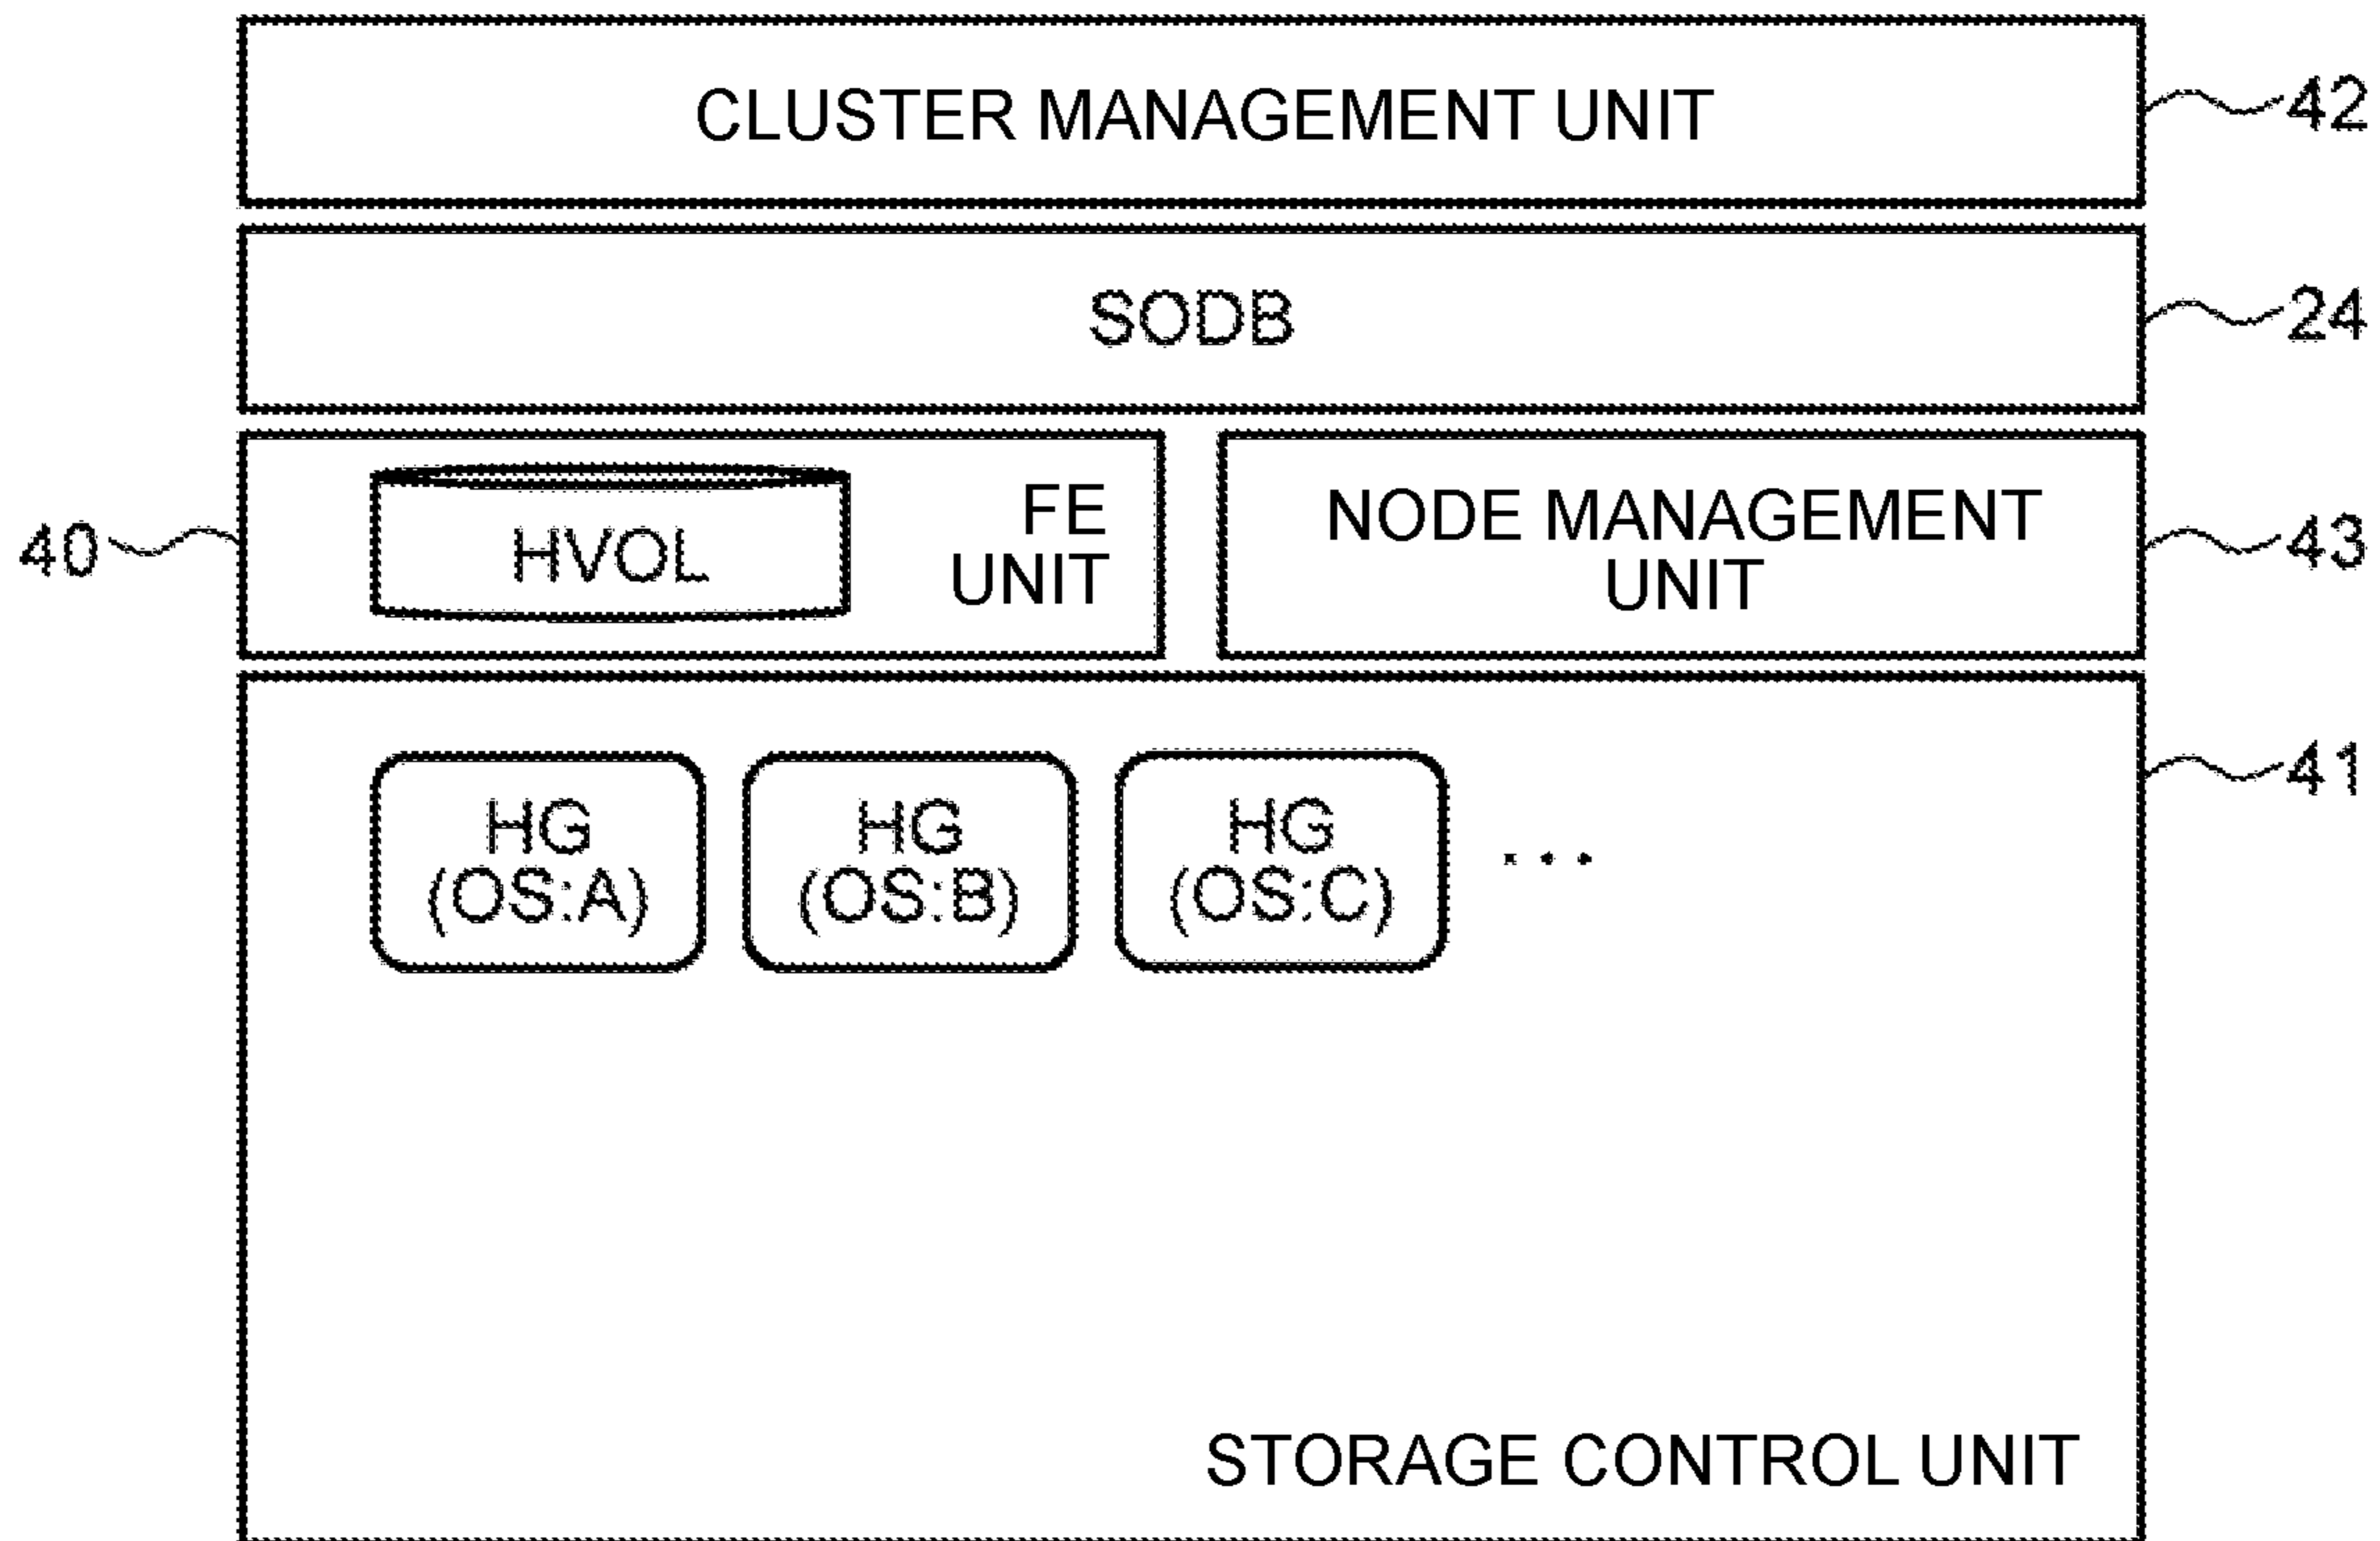 CLUSTER MANAGEMENT UNIT
42
SODB
24
40
HVOL
FE
UNIT
NODE MANAGEMENT
UNIT
43
41
HG
(OS:A)
HG
(OS:B)
HG
(OS:C)
...
STORAGE CONTROL UNIT